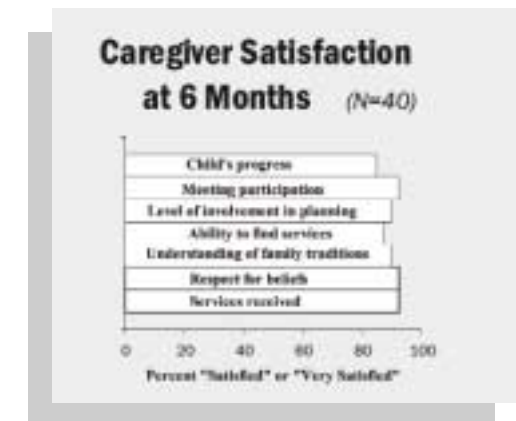 Caregiver Satisfaction
at 6 Months (N=40)
Child's progress
Meeting participation
Level of involvement in planning
Ability to find services
Understanding of family traditions
Respect for beliefs
Services received
0 20 40 60 80 100
Percent "Satisfied" or "Very Satisfied"